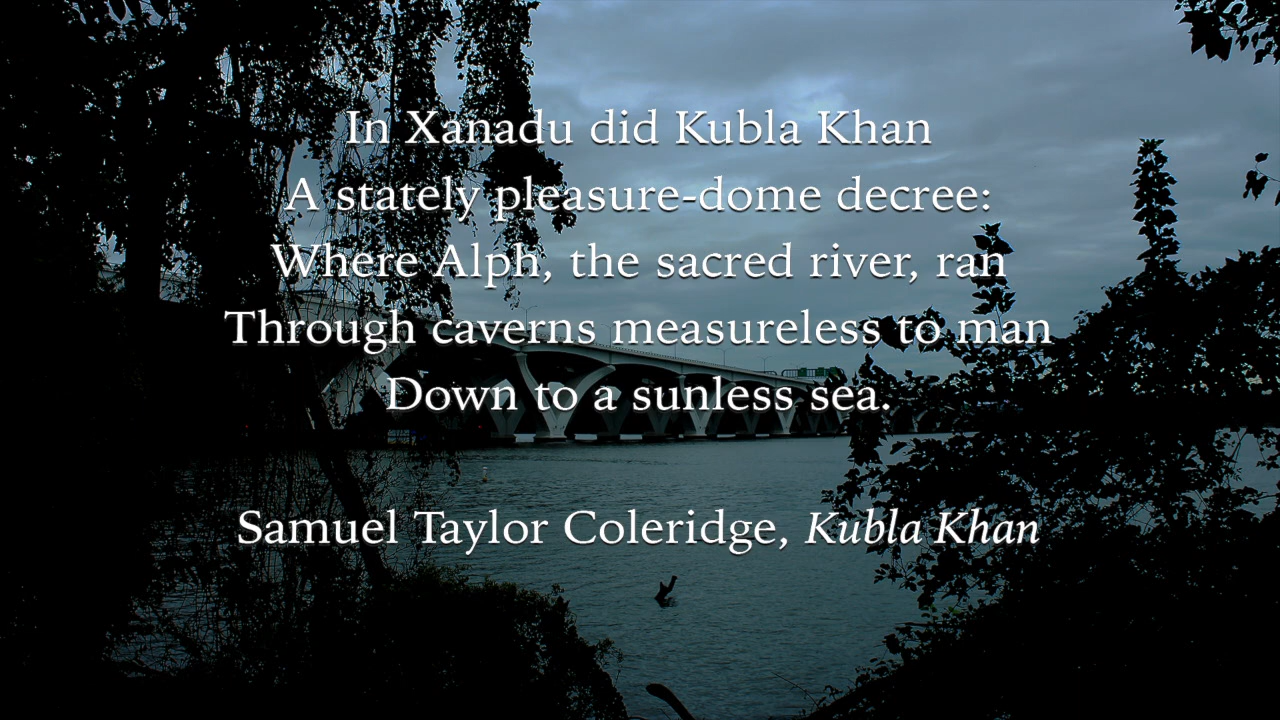 In Xanadu did Kubla Khan
A stately pleasure-dome decree:
Where Alph, the sacred river, ran
Through caverns measureless to man
Down to a sunless sea.
Samuel Taylor Coleridge, Kubla Khan